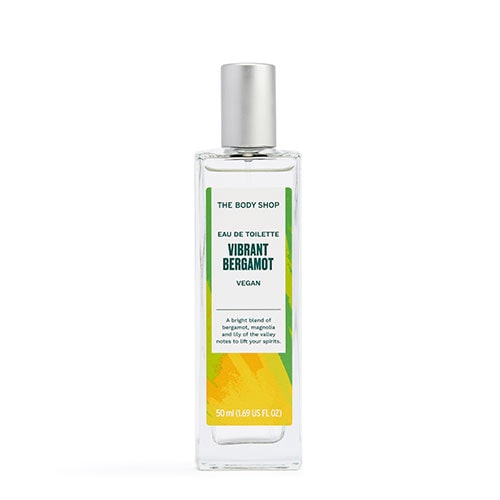 THE BODY SHOP
EAU DE TOILETTE
VIBRANT
BERGAMOT
VEGAN
A bright blend of
bergamot, magnolia
and lily of the valley
notes to lift your spirits.
50 ml (1.69 US FL OZ)